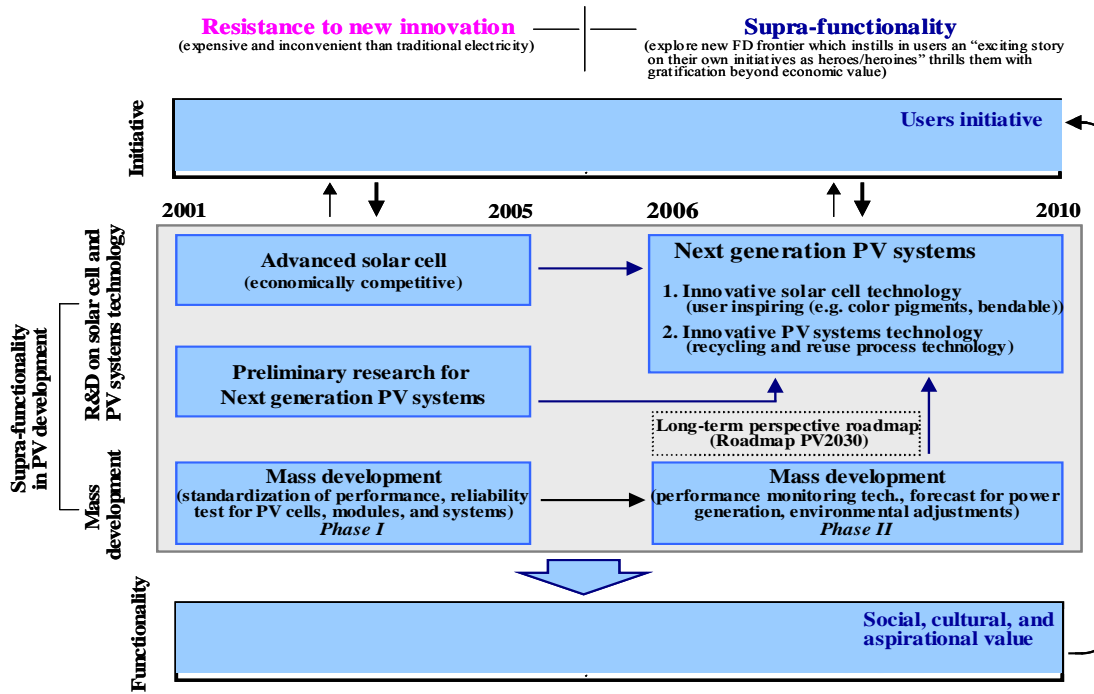 Resistance to new innovation
(expensive and inconvenient than traditional electricity)
Supra-functionality
(explore new FD frontier which instills in users an “exciting story
on their own initiatives as heroes/heroines” thrills them with
gratification beyond economic value)
Initiative
Users initiative
2001
2005
2006
2010
Supra-functionality
in PV development
R&D on solar cell and
PV systems technology
Advanced solar cell
(economically competitive)
Next generation PV systems
1. Innovative solar cell technology
(user inspiring (e.g. color pigments, bendable))
2. Innovative PV systems technology
(recycling and reuse process technology)
Preliminary research for
Next generation PV systems
Long-term perspective roadmap
(Roadmap PV2030)
Mass
development
Mass development
(standardization of performance, reliability
test for PV cells, modules, and systems)
Phase I
Mass development
(performance monitoring tech., forecast for power
generation, environmental adjustments)
Phase II
Functionality
Social, cultural, and
aspirational value